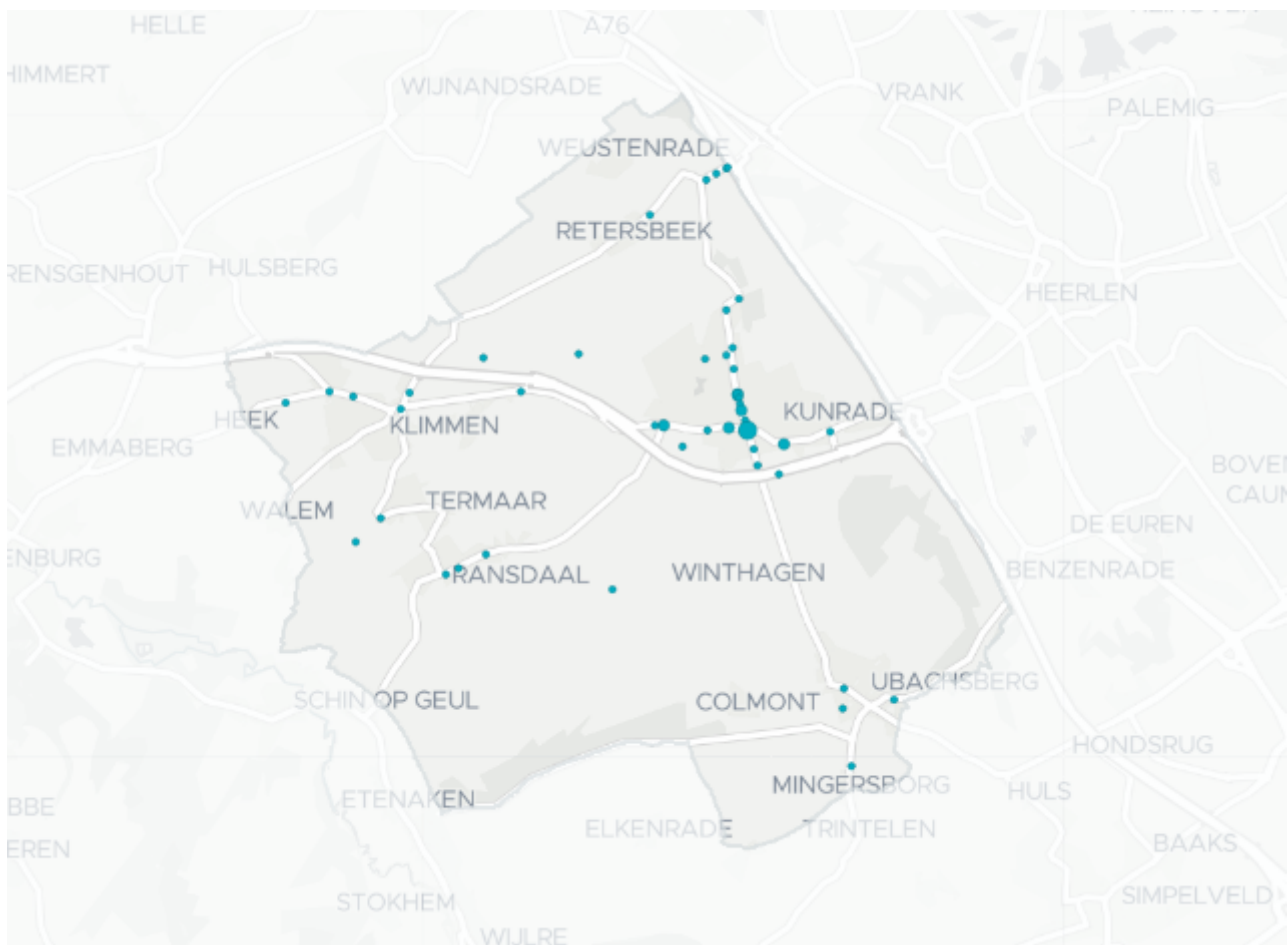 HELLE
A76
HIMMERT
WIJNANDSRADE
VRANK
PALEMIG
WEUSTENRADE
RETERSBEEK
RENSGENHOUT
HULSBERG
HEERLEN
HEEK
KLIMMEN
KUNRADE
EMMABERG
BOVEN
CAUM
WALEM
TERMAAR
DE EUREN
ENBURG
RANSDAAL
WINTHAGEN
BENZENRADE
SCHIN OP GEUL
COLMONT
UBACHSBERG
HONDSRUG
ETENAKEN
MINGERSBORG
HULS
BBE
ELKENRADE
TRINTELEN
EREN
BAAKS
STOKHEM
SIMPELVELD
WIJLRE